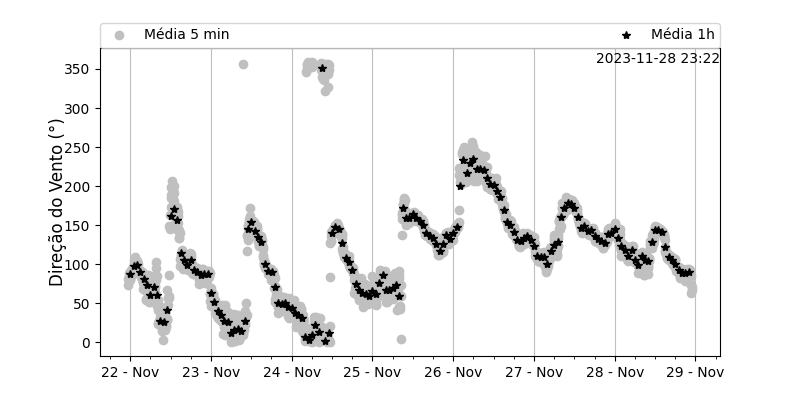 Média 5 min
Média 1h
2023-11-28 23:22
Direção do Vento (°)
350
300
250
200
150
100
50
0
22 - Nov
23 - Nov
24 - Nov
25 - Nov
26 - Nov
27 - Nov
28 - Nov
29 - Nov